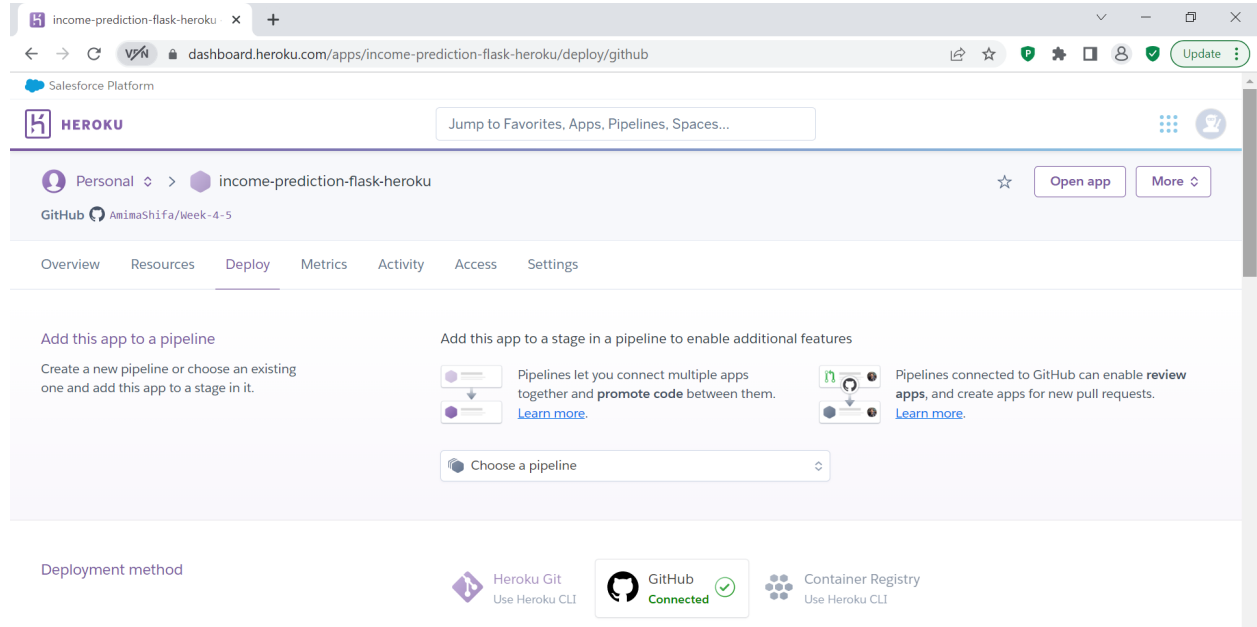 income-prediction-flask-heroku
VPN dashboard.heroku.com/apps/income-prediction-flask-heroku/deploy/github Update
Salesforce Platform
HEROKU
Jump to Favorites, Apps, Pipelines, Spaces...
Personal > income-prediction-flask-heroku
Open app
More
GitHub AmimaShifa/Week-4-5
Overview Resources Deploy Metrics Activity Access Settings
Add this app to a pipeline
Create a new pipeline or choose an existing
one and add this app to a stage in it.
Add this app to a stage in a pipeline to enable additional features
Pipelines let you connect multiple apps
together and promote code between them.
Learn more.
Pipelines connected to GitHub can enable review
apps, and create apps for new pull requests.
Learn more.
Choose a pipeline
Deployment method
Heroku Git
Use Heroku CLI
GitHub
Connected
Container Registry
Use Heroku CLI